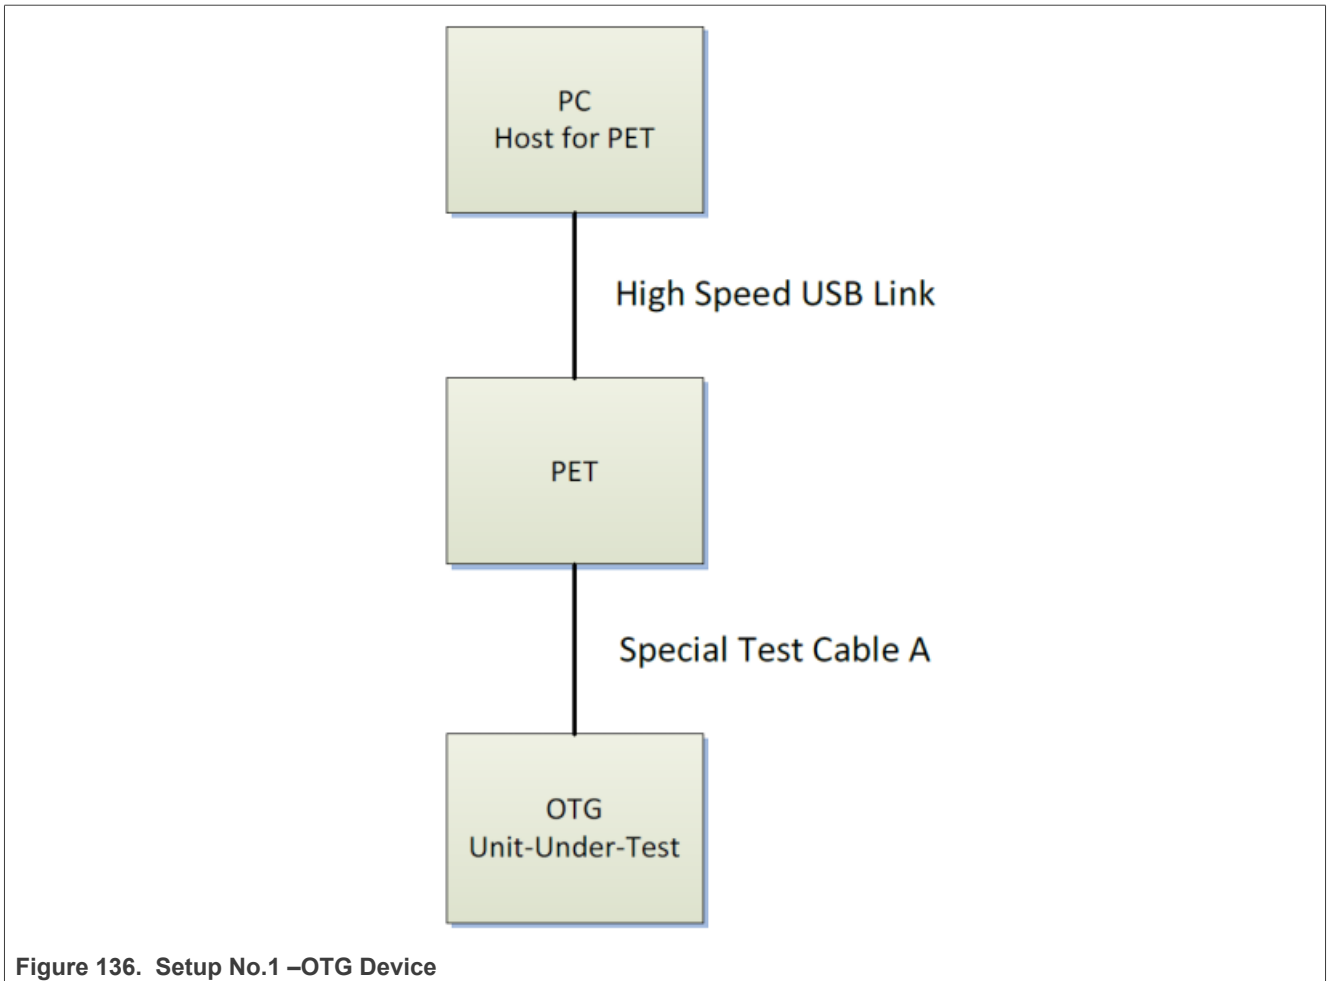 PC
Host for PET
High Speed USB Link
PET
Special Test Cable A
OTG
Unit-Under-Test
Figure 136. Setup No.1 –OTG Device